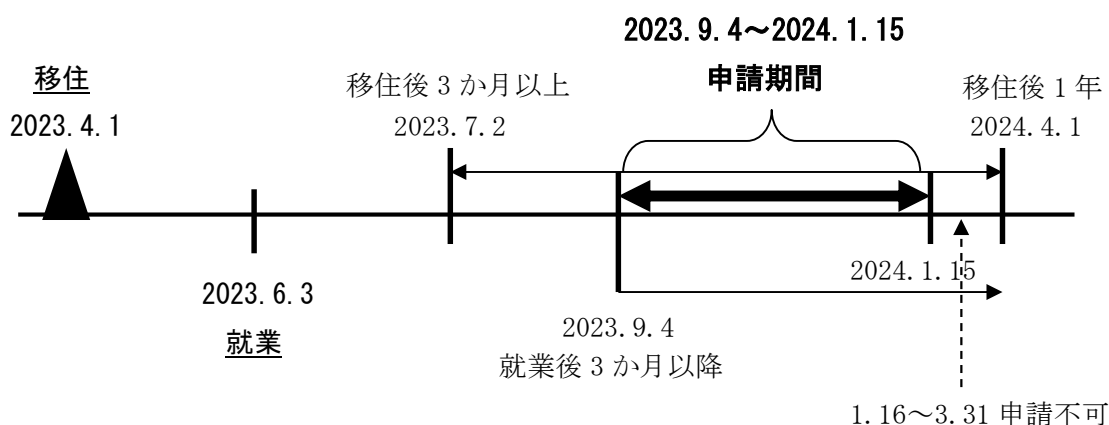 2023.9.4～2024.1.15
申請期間
移住
2023.4.1
移住後3か月以上
2023.7.2
移住後1年
2024.4.1
2023.6.3
就業
2024.1.15
2023.9.4
就業後3か月以降
1.16～3.31 申請不可